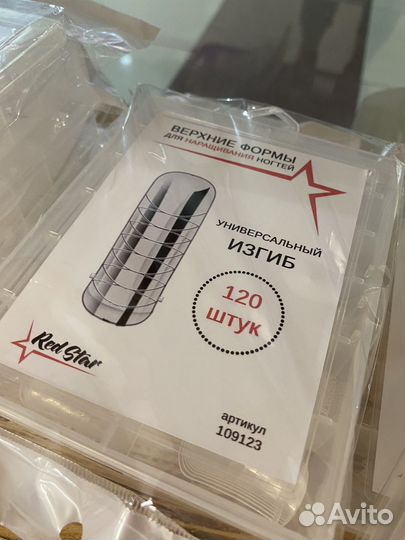 ВЕРХНИЕ ФОРМЫ
ДЛЯ НАРАЩИВАНИЯ НОГТЕЙ
УНИВЕРСАЛЬНЫЙ
ИЗГИБ
120
ШТУК
Red Star
артикул
109123
Avito